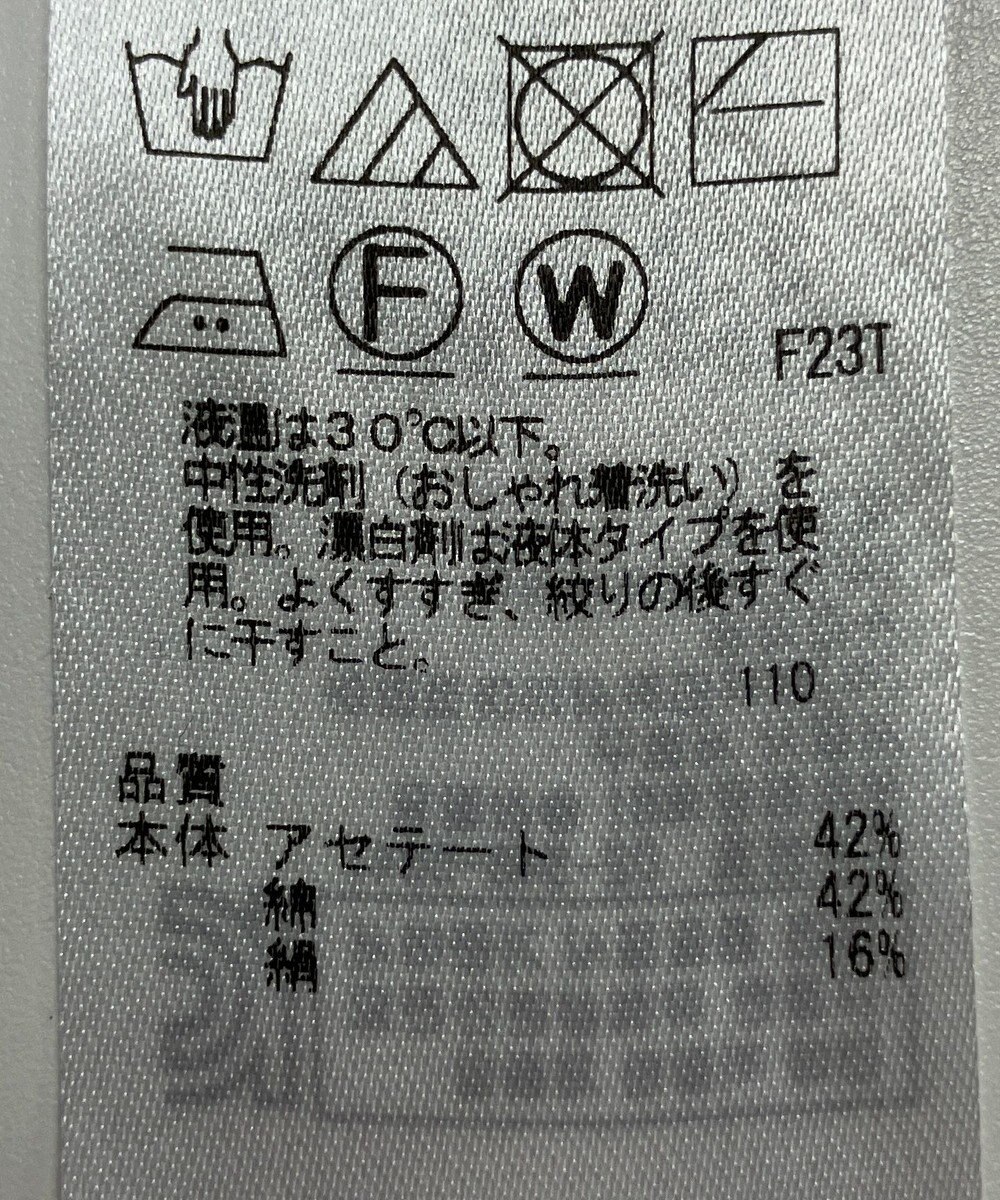 F W
F23T
液温は30℃以下。
中性洗剤（おしゃれ着洗い）を
使用。漂白剤は液体タイプを使
用。よくすすぎ、絞りの後すぐ
に干すこと。
110
品質
本体 アセテート 42%
綿 42%
絹 16%